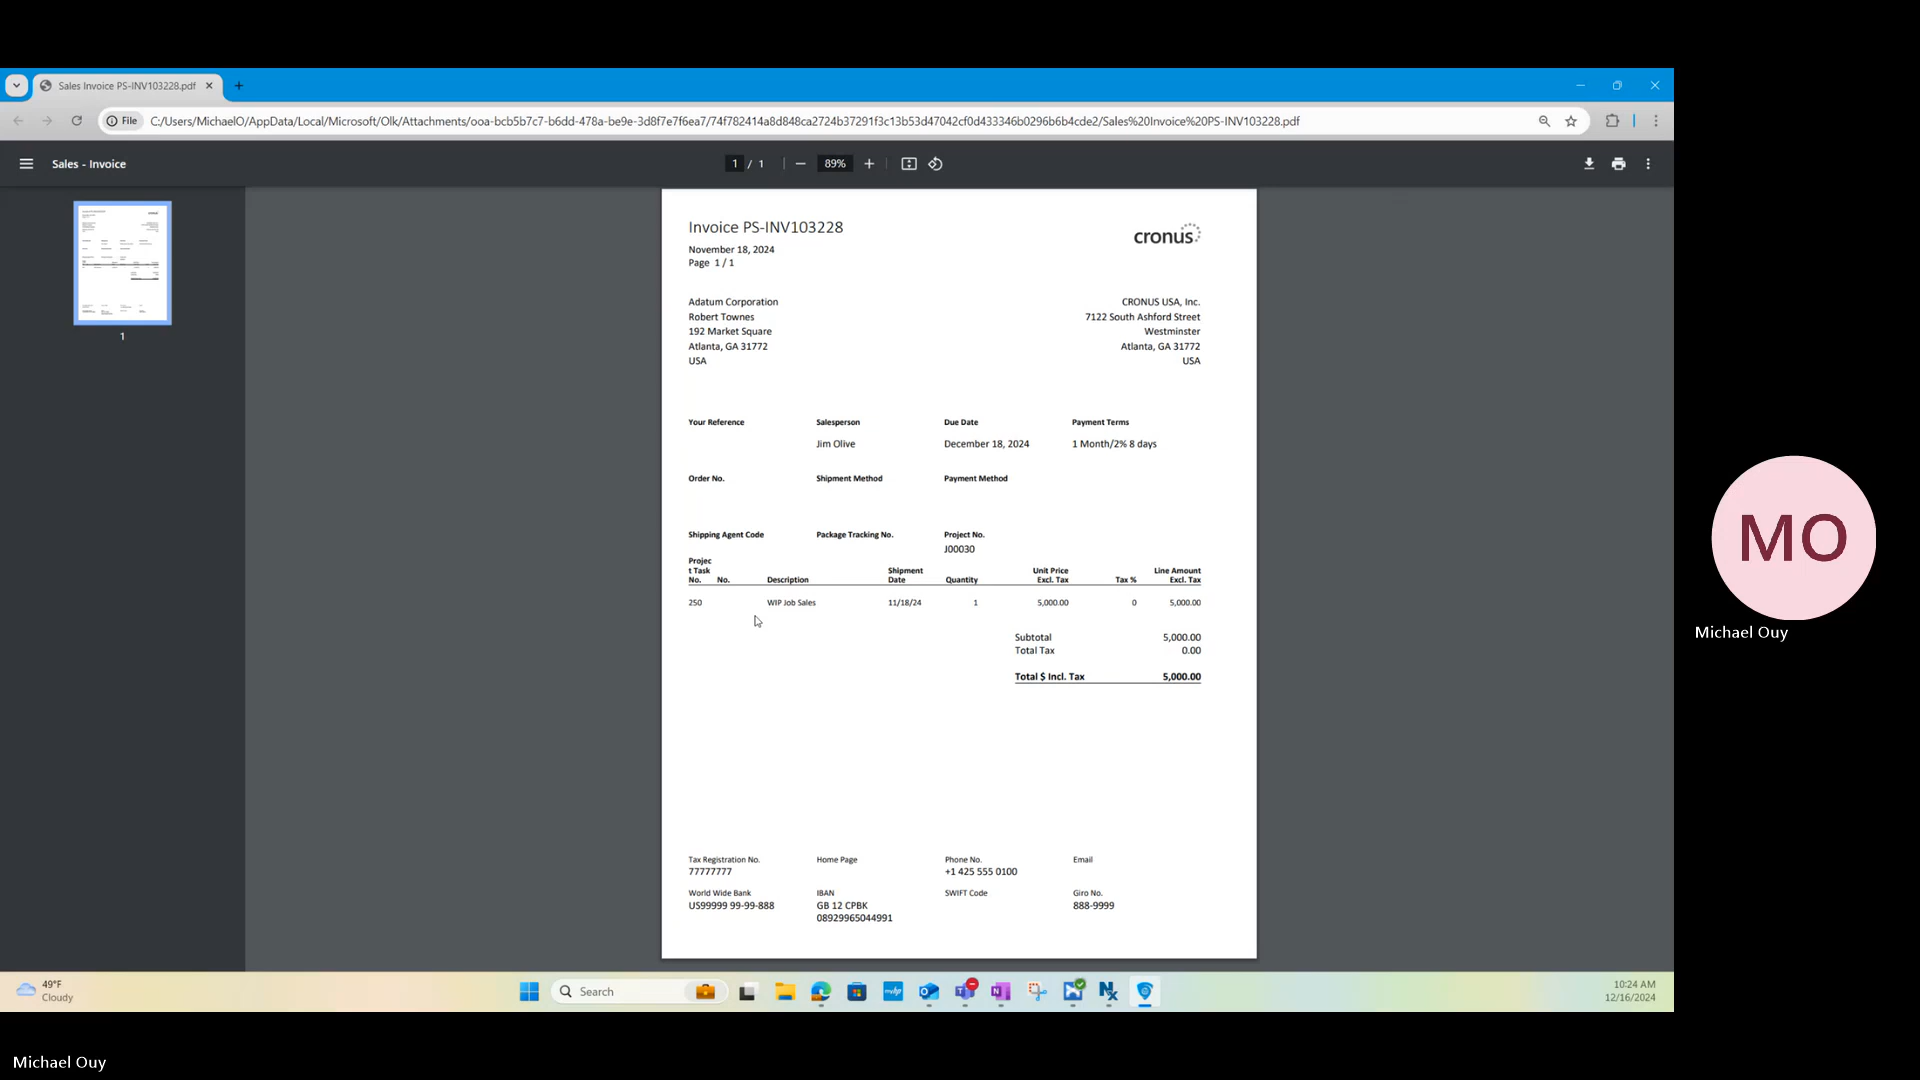 Sales Invoice PS-INV103228.pdf
File
C:/Users/MichaelO/AppData/Local/Microsoft/Olk/Attachments/ooa-bcb5b7c7-b6dd-478a-be9e-3d8f7e7f6ea7/74f782414a8d848ca2724b37291f3c13b53d47042cf0d433346b0296b6b4cde2/Sales%20Invoice%20PS-INV103228.pdf
Sales - Invoice
1 / 1
89%
1
Invoice PS-INV103228
cronus
November 18, 2024
Page 1 / 1
Adatum Corporation
Robert Townes
192 Market Square
Atlanta, GA 31772
USA
CRONUS USA, Inc.
7122 South Ashford Street
Westminster
Atlanta, GA 31772
USA
Your Reference Salesperson Due Date Payment Terms
Jim Olive December 18, 2024 1 Month/2% 8 days
Order No. Shipment Method Payment Method
Shipping Agent Code Package Tracking No. Project No.
J00030
Projec
t Task Shipment Unit Price Line Amount
No. No. Description Date Quantity Excl. Tax Tax % Excl. Tax
250 WIP Job Sales 11/18/24 1 5,000.00 0 5,000.00
Subtotal 5,000.00
Total Tax 0.00
Total $ Incl. Tax 5,000.00
Tax Registration No. Home Page Phone No. Email
77777777 +1 425 555 0100
World Wide Bank IBAN SWIFT Code Giro No.
US99999 99-99-888 GB 12 CPBK 888-9999
08929965044991
MO
Michael Ouy
49°F
Cloudy
Search
myHP
10:24 AM
12/16/2024
Michael Ouy